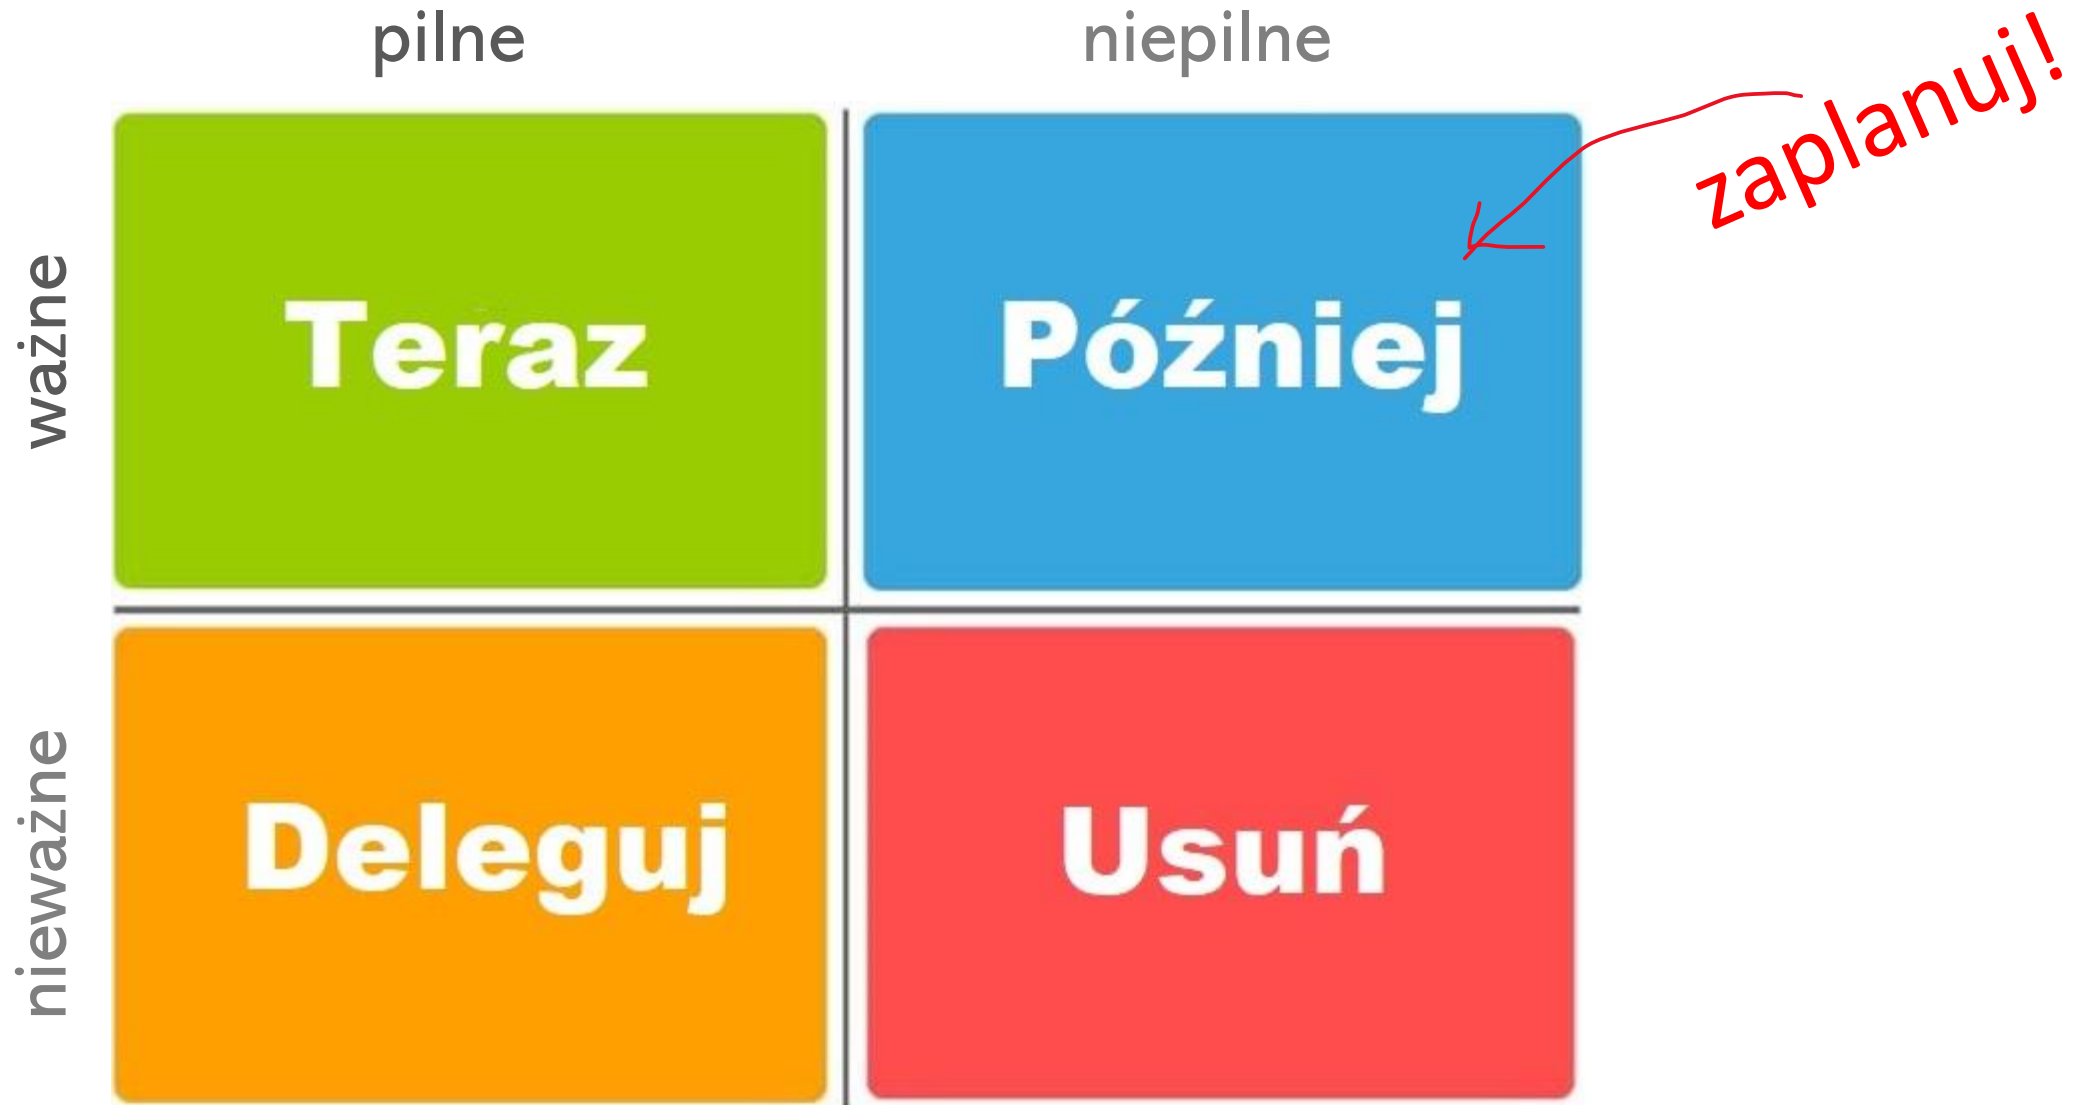 pilne
niepilne
zaplanuj!
ważne
Teraz
Później
nieważne
Deleguj
Usuń